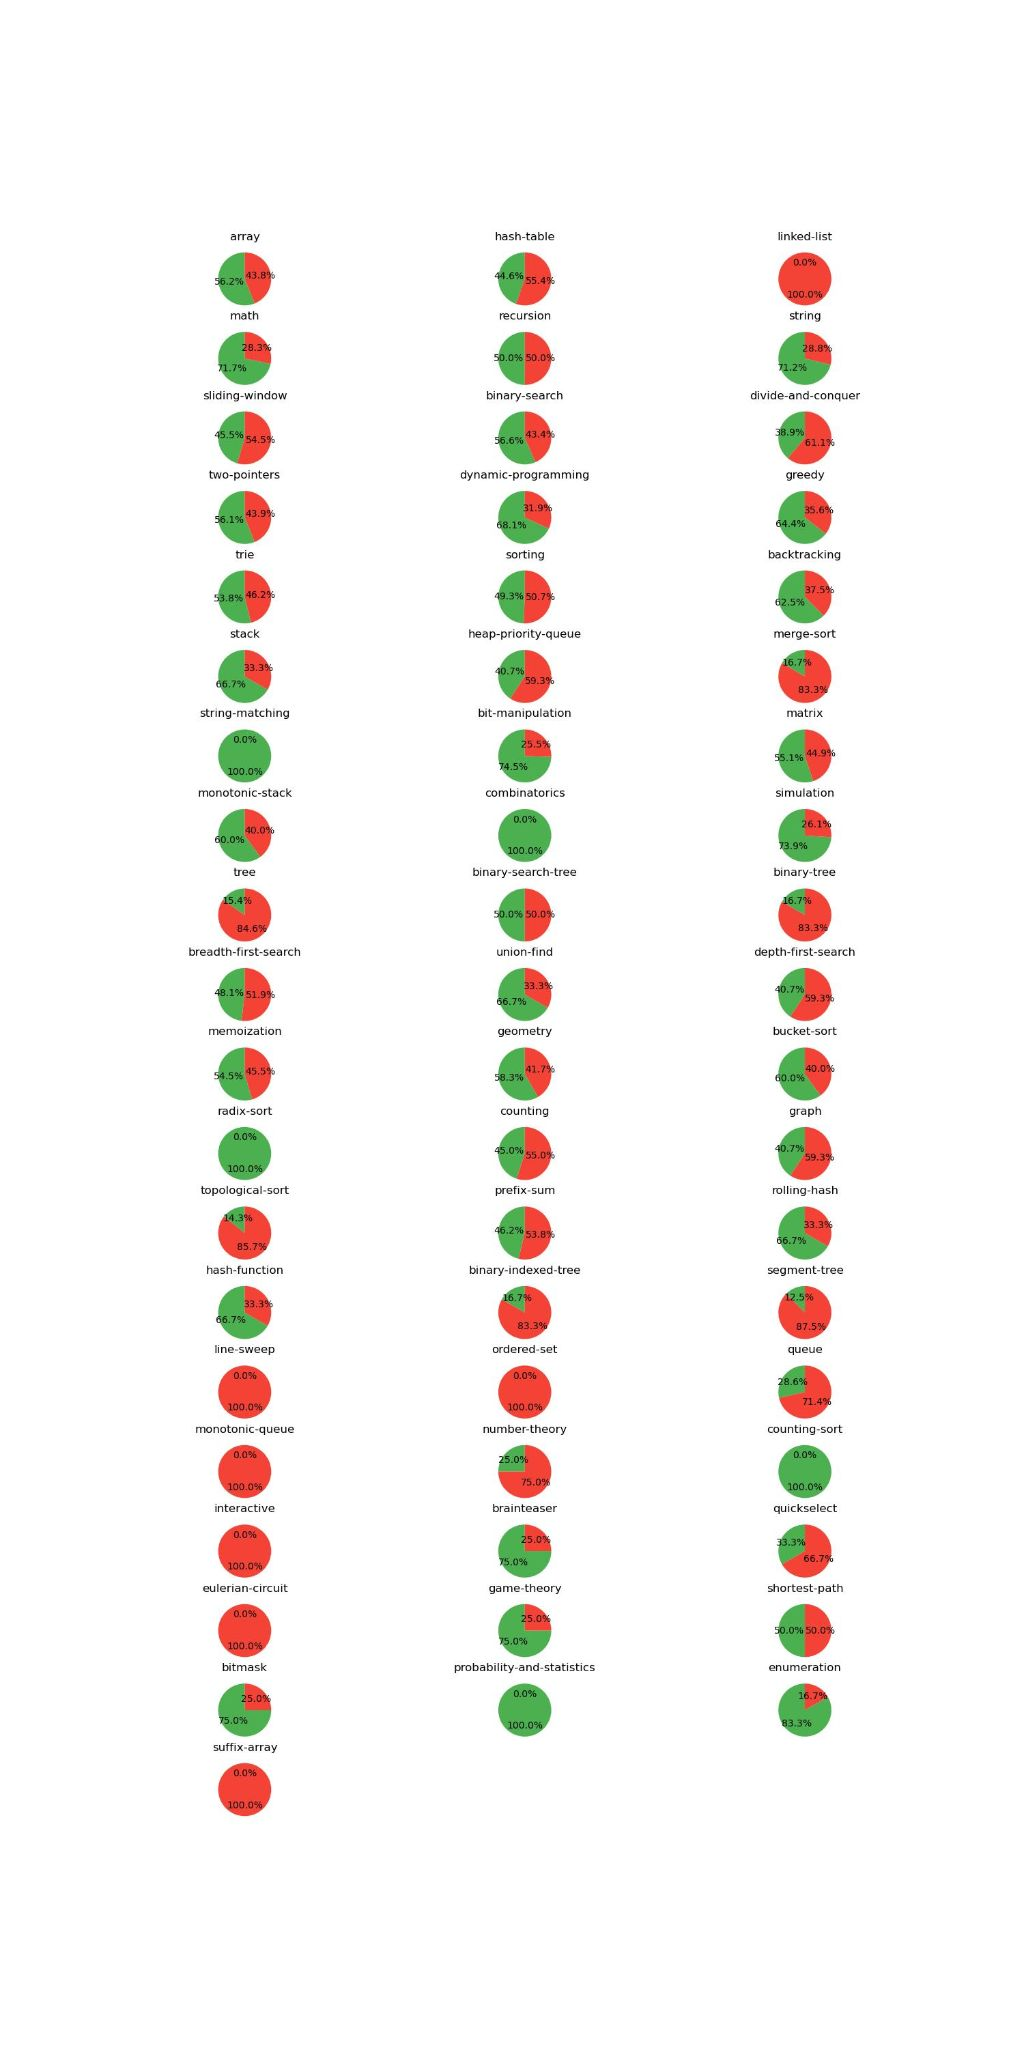 array hash-table linked-list
56.2% 43.8% 44.6% 55.4% 0.0% 100.0%
math recursion string
28.3% 71.7% 50.0% 50.0% 28.8% 71.2%
sliding-window binary-search divide-and-conquer
45.5% 54.5% 56.6% 43.4% 38.9% 61.1%
two-pointers dynamic-programming greedy
56.1% 43.9% 31.9% 68.1% 35.6% 64.4%
trie sorting backtracking
53.8% 46.2% 49.3% 50.7% 37.5% 62.5%
stack heap-priority-queue merge-sort
33.3% 66.7% 40.7% 59.3% 16.7% 83.3%
string-matching bit-manipulation matrix
0.0% 100.0% 25.5% 74.5% 55.1% 44.9%
monotonic-stack combinatorics simulation
60.0% 40.0% 0.0% 100.0% 26.1% 73.9%
tree binary-search-tree binary-tree
15.4% 84.6% 50.0% 50.0% 16.7% 83.3%
breadth-first-search union-find depth-first-search
48.1% 51.9% 33.3% 66.7% 40.7% 59.3%
memoization geometry bucket-sort
54.5% 45.5% 58.3% 41.7% 60.0% 40.0%
radix-sort counting graph
0.0% 100.0% 45.0% 55.0% 40.7% 59.3%
topological-sort prefix-sum rolling-hash
14.3% 85.7% 46.2% 53.8% 33.3% 66.7%
hash-function binary-indexed-tree segment-tree
33.3% 66.7% 16.7% 83.3% 12.5% 87.5%
line-sweep ordered-set queue
0.0% 100.0% 0.0% 100.0% 28.6% 71.4%
monotonic-queue number-theory counting-sort
0.0% 100.0% 25.0% 75.0% 0.0% 100.0%
interactive brainteaser quickselect
0.0% 100.0% 25.0% 75.0% 33.3% 66.7%
eulerian-circuit game-theory shortest-path
0.0% 100.0% 25.0% 75.0% 50.0% 50.0%
bitmask probability-and-statistics enumeration
25.0% 75.0% 0.0% 100.0% 16.7% 83.3%
suffix-array
0.0% 100.0%